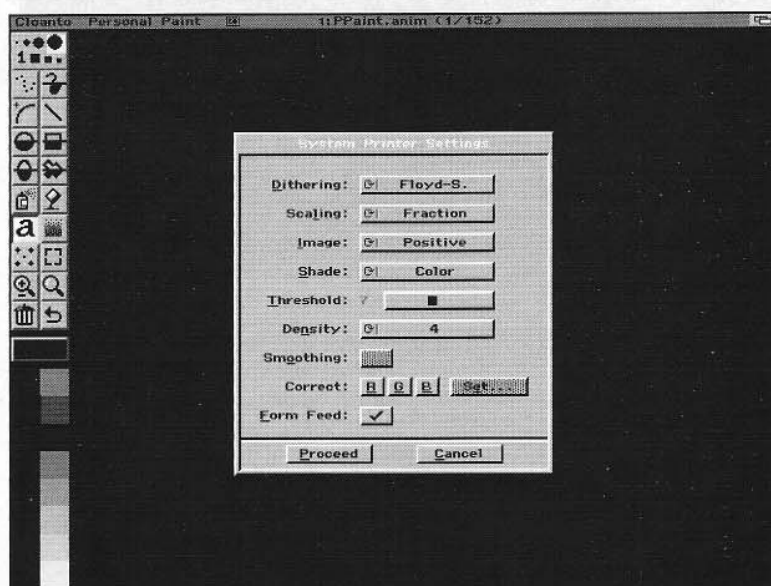 Cloanto Personal Paint 1:PPaint.anim (1/152)
1
a
System Printer Settings
Dithering: Floyd-S.
Scaling: Fraction
Image: Positive
Shade: Color
Threshold: 7
Density: 4
Smoothing:
Correct: R G B Set...
Form Feed:
Proceed Cancel